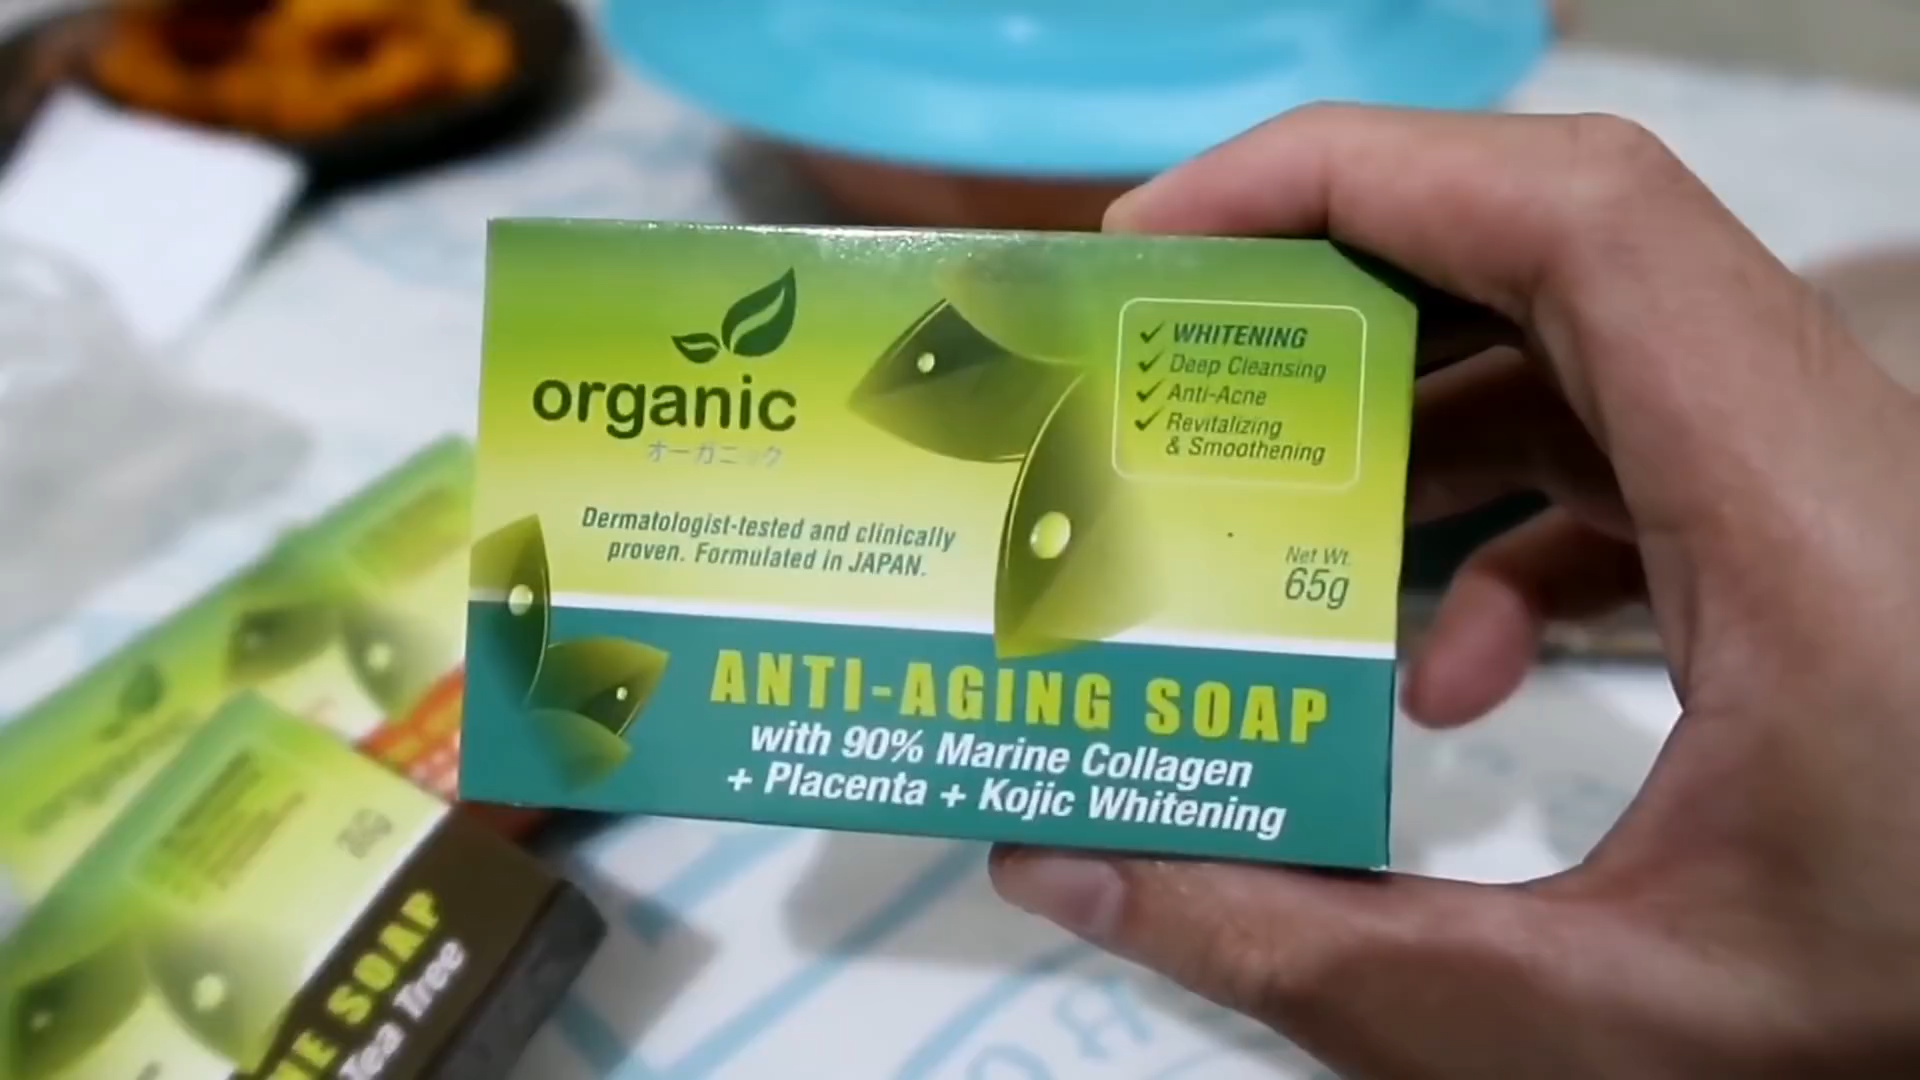 organic
オーガニック
WHITENING
Deep Cleansing
Anti-Acne
Revitalizing
& Smoothening
Dermatologist-tested and clinically
proven. Formulated in JAPAN.
Net Wt.
65g
ANTI-AGING SOAP
with 90% Marine Collagen
+ Placenta + Kojic Whitening
SOAP
Tea Tree